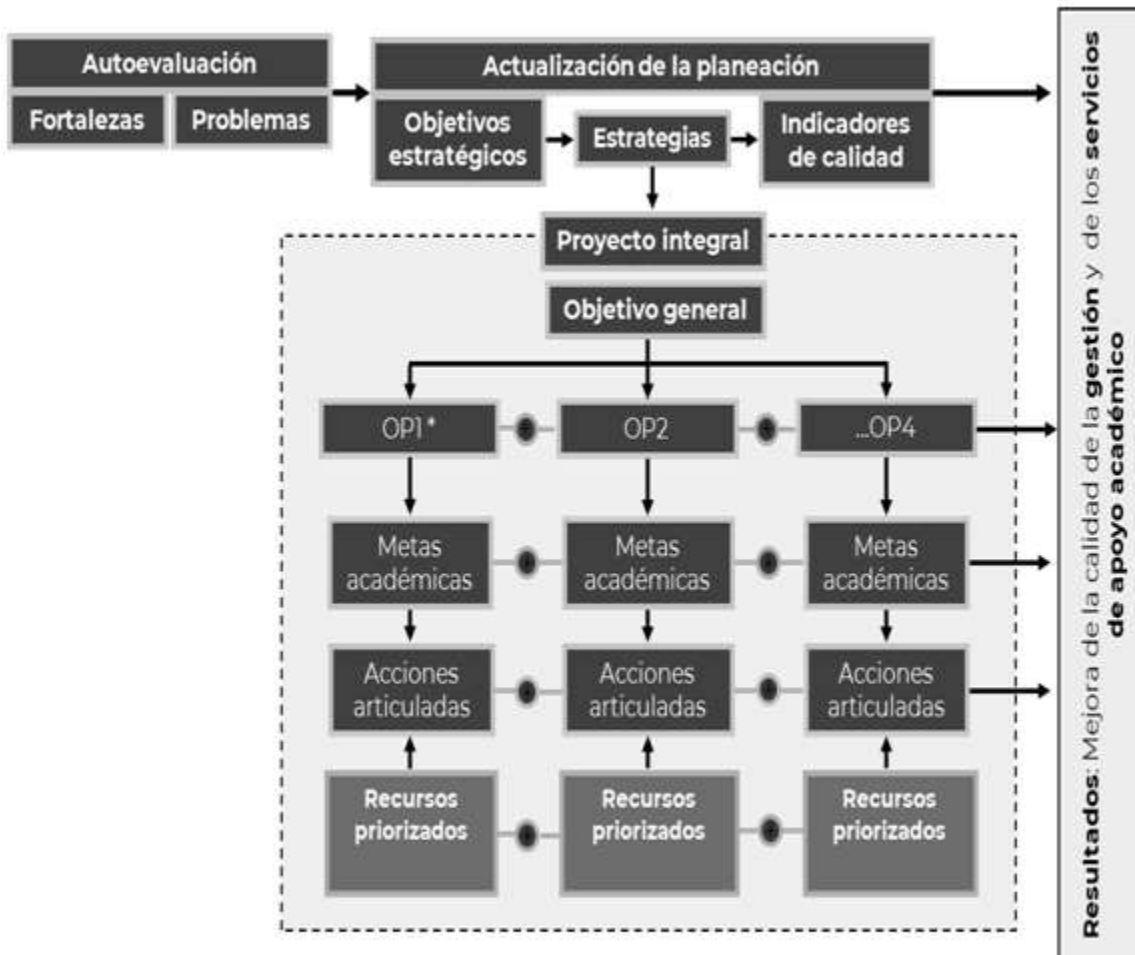 Autoevaluación
Fortalezas
Problemas
Actualización de la planeación
Objetivos
estratégicos
Estrategias
Indicadores
de calidad
Proyecto integral
Objetivo general
OP1 *
OP2
...OP4
Metas
académicas
Metas
académicas
Metas
académicas
Acciones
articuladas
Acciones
articuladas
Acciones
articuladas
Recursos
priorizados
Recursos
priorizados
Recursos
priorizados
Resultados: Mejora de la calidad de la gestión y de los servicios
de apoyo académico